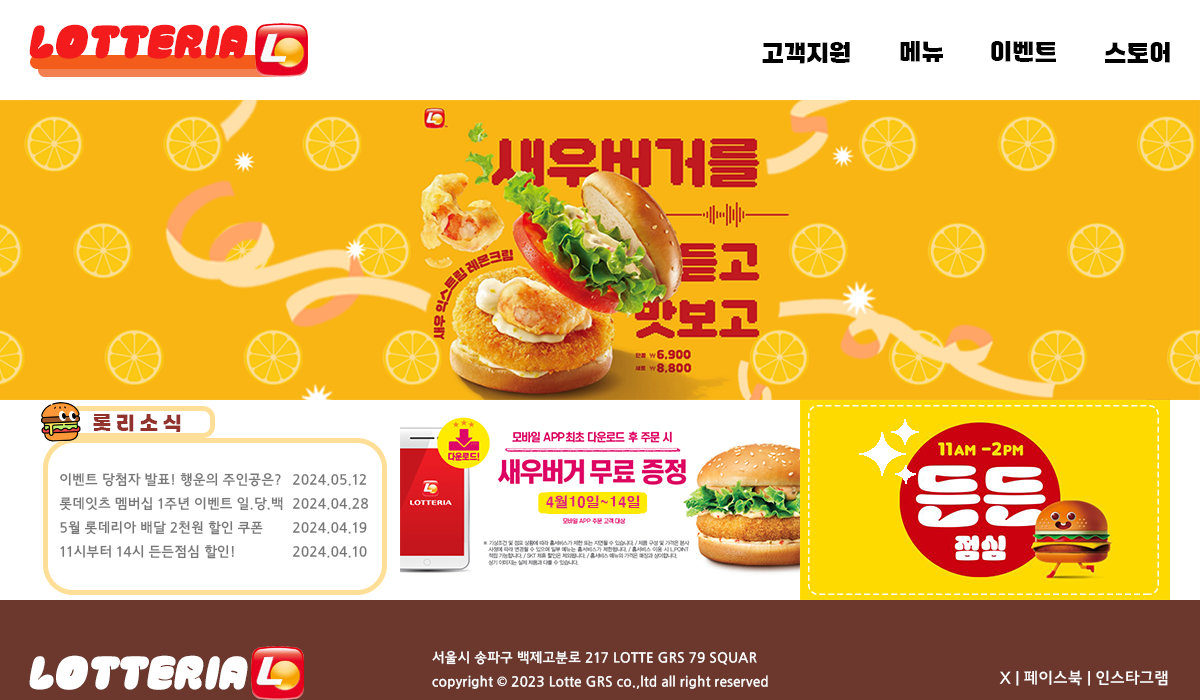 LOTTERIA
고객지원 메뉴 이벤트 스토어
새우버거를
듣고
맛보고
새우 익스트림 레몬크림
단품 ₩6,900
세트 ₩8,800
롯리소식
이벤트 당첨자 발표! 행운의 주인공은? 2024.05.12
롯데잇츠 멤버십 1주년 이벤트 일.당.백 2024.04.28
5월 롯데리아 배달 2천원 할인 쿠폰 2024.04.19
11시부터 14시 든든점심 할인! 2024.04.10
다운로드!
LOTTERIA
모바일 APP 최초 다운로드 후 주문 시
새우버거 무료 증정
4월10일~14일
모바일 APP 주문 고객 대상
11AM -2PM
든든
점심
LOTTERIA
서울시 송파구 백제고분로 217 LOTTE GRS 79 SQUAR
copyright © 2023 Lotte GRS co.,ltd all right reserved
X | 페이스북 | 인스타그램